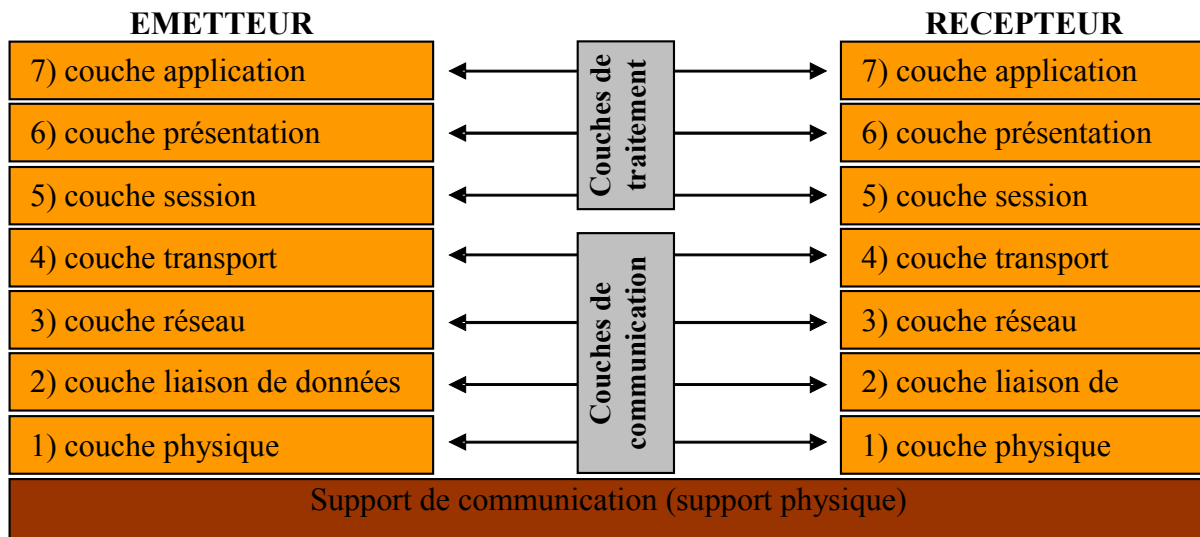 EMETTEUR
RECEPTEUR
7) couche application
6) couche présentation
5) couche session
4) couche transport
3) couche réseau
2) couche liaison de données
1) couche physique
Couches de
traitement
Couches de
communication
7) couche application
6) couche présentation
5) couche session
4) couche transport
3) couche réseau
2) couche liaison de
1) couche physique
Support de communication (support physique)